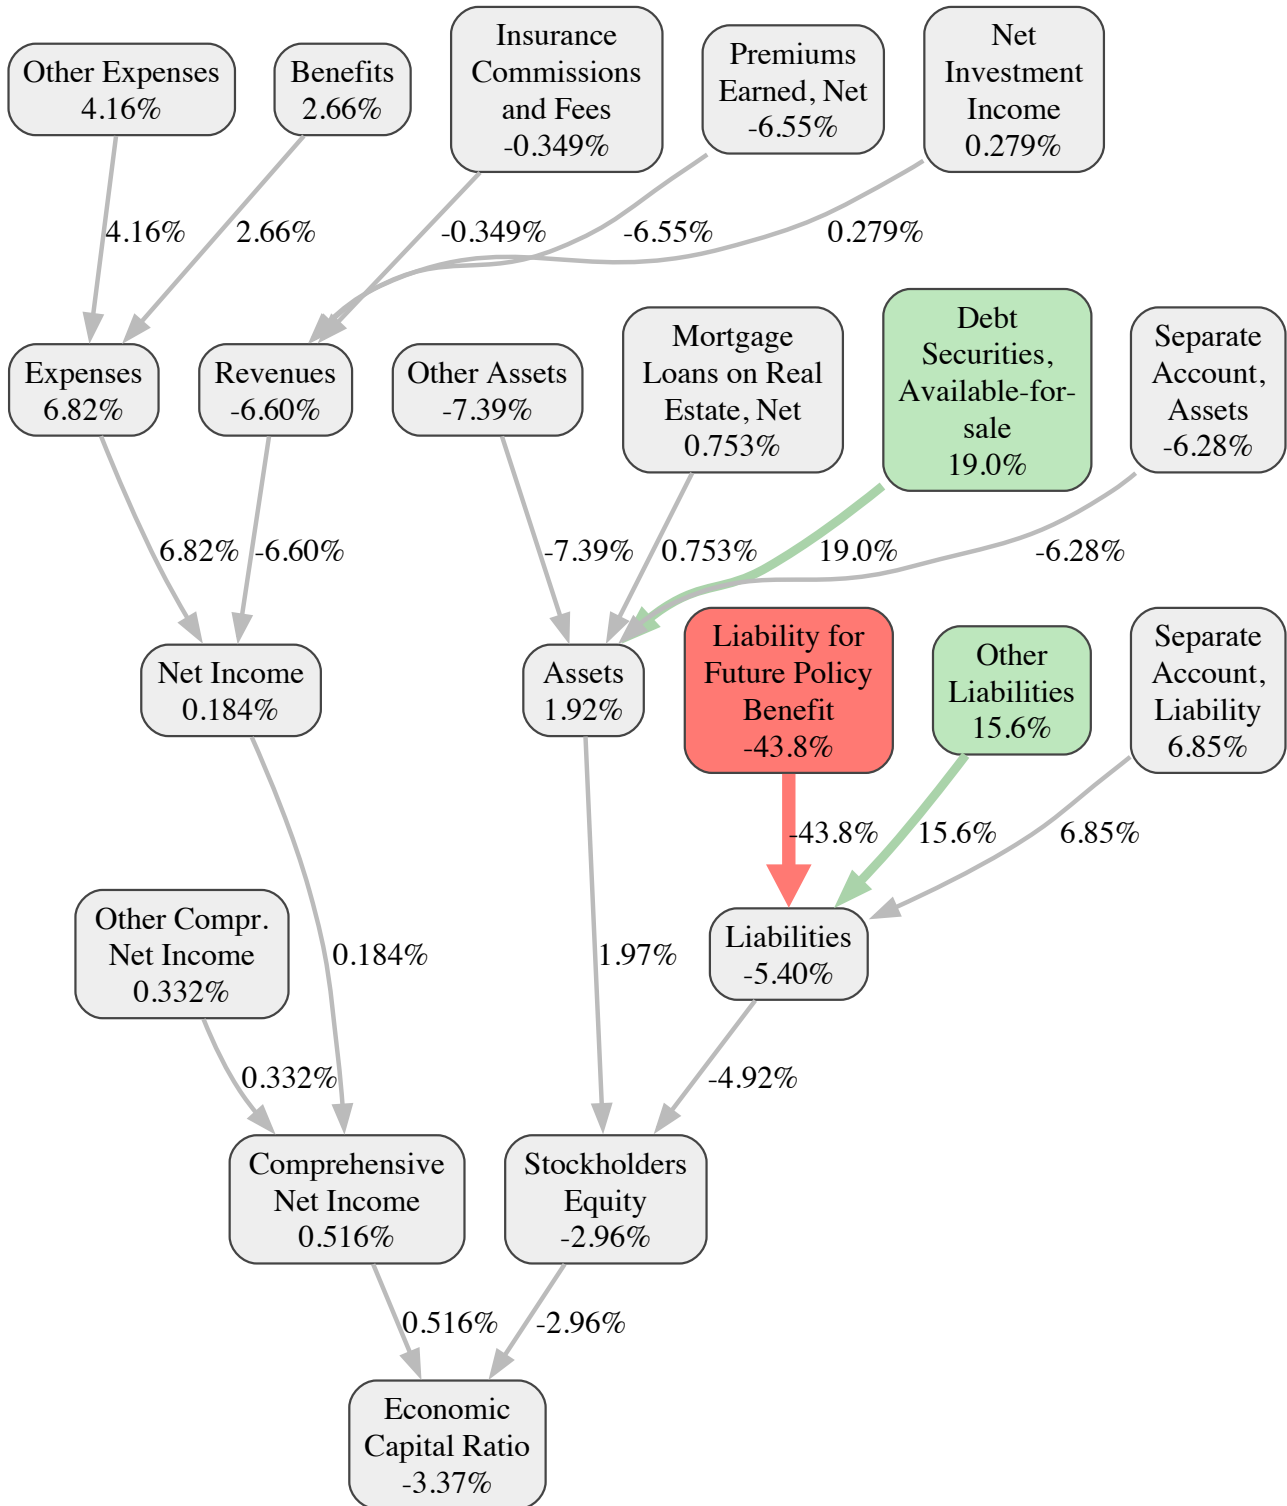 Other Expenses
4.16%
Benefits
2.66%
Insurance
Commissions
and Fees
-0.349%
Premiums
Earned, Net
-6.55%
Net
Investment
Income
0.279%
4.16%
2.66%
-0.349%
-6.55%
0.279%
Expenses
6.82%
Revenues
-6.60%
Other Assets
-7.39%
Mortgage
Loans on Real
Estate, Net
0.753%
Debt
Securities,
Available-for-
sale
19.0%
Separate
Account,
Assets
-6.28%
6.82%
-6.60%
-7.39%
0.753%
19.0%
-6.28%
Net Income
0.184%
Assets
1.92%
Liability for
Future Policy
Benefit
-43.8%
Other
Liabilities
15.6%
Separate
Account,
Liability
6.85%
-43.8%
15.6%
6.85%
Other Compr.
Net Income
0.332%
0.184%
1.97%
Liabilities
-5.40%
0.332%
-4.92%
Comprehensive
Net Income
0.516%
Stockholders
Equity
-2.96%
0.516%
-2.96%
Economic
Capital Ratio
-3.37%